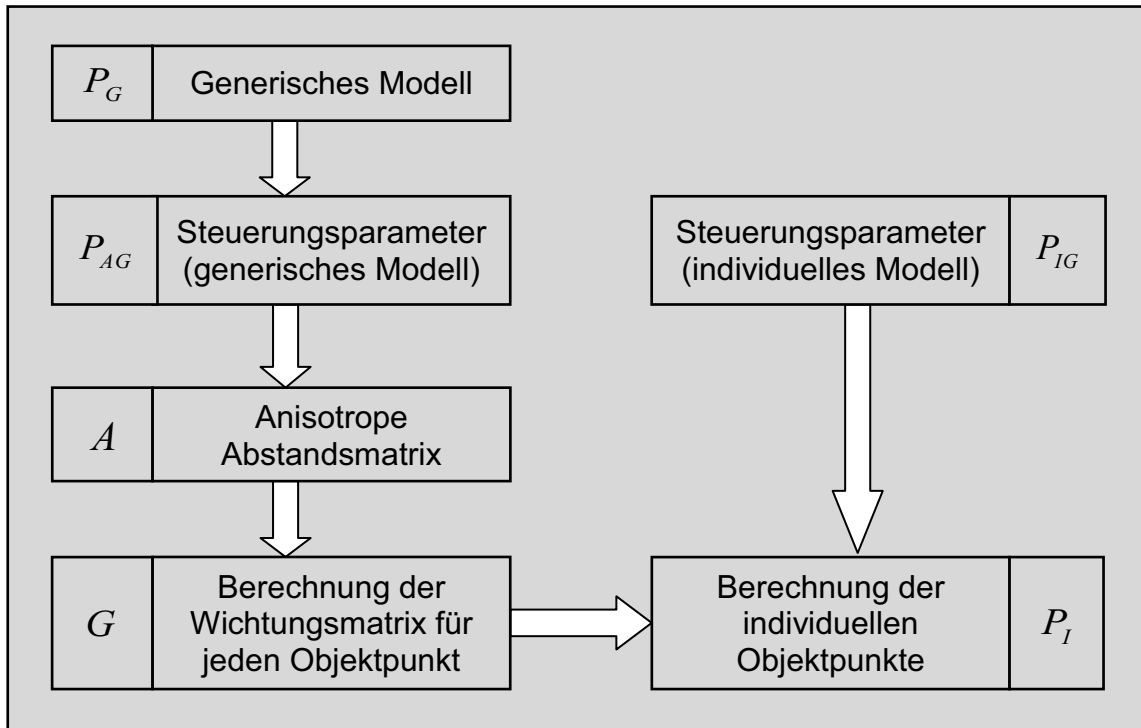 P_G Generisches Modell
P_AG Steuerungsparameter
(generisches Modell)
Steuerungsparameter
(individuelles Modell) P_IG
A Anisotrope
Abstandsmatrix
G Berechnung der
Wichtungsmatrix für
jeden Objektpunkt
Berechnung der
individuellen
Objektpunkte P_I